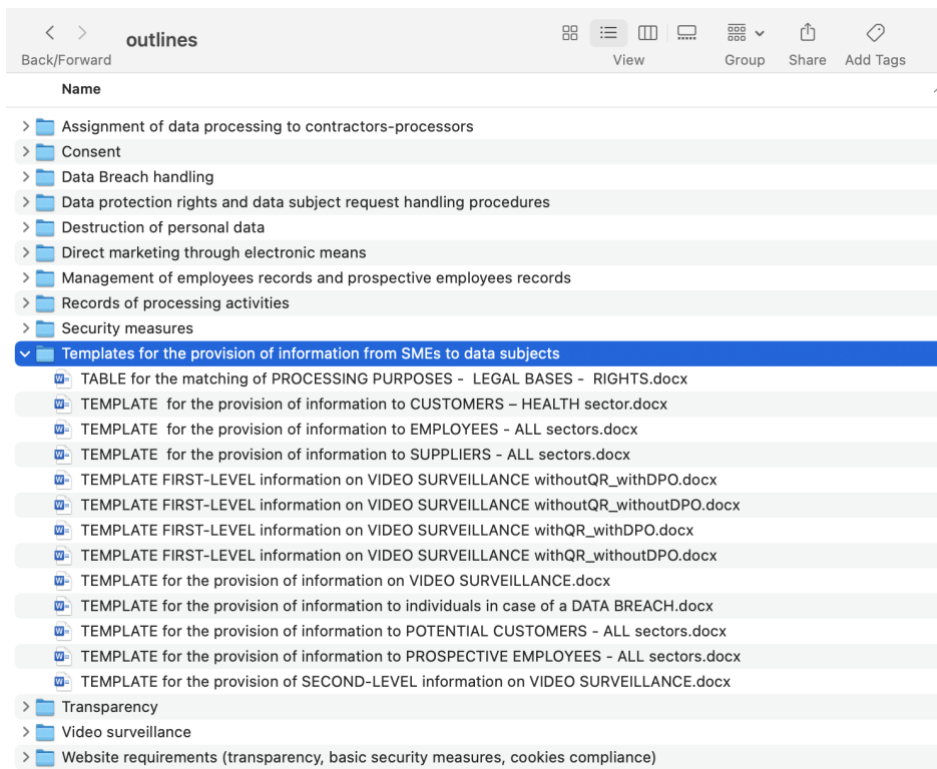 outlines
Back/Forward
View
Group
Share
Add Tags
Name
Assignment of data processing to contractors-processors
Consent
Data Breach handling
Data protection rights and data subject request handling procedures
Destruction of personal data
Direct marketing through electronic means
Management of employees records and prospective employees records
Records of processing activities
Security measures
Templates for the provision of information from SMEs to data subjects
TABLE for the matching of PROCESSING PURPOSES -  LEGAL BASES -  RIGHTS.docx
TEMPLATE  for the provision of information to CUSTOMERS – HEALTH sector.docx
TEMPLATE  for the provision of information to EMPLOYEES - ALL sectors.docx
TEMPLATE  for the provision of information to SUPPLIERS - ALL sectors.docx
TEMPLATE FIRST-LEVEL information on VIDEO SURVEILLANCE withoutQR_withDPO.docx
TEMPLATE FIRST-LEVEL information on VIDEO SURVEILLANCE withoutQR_withoutDPO.docx
TEMPLATE FIRST-LEVEL information on VIDEO SURVEILLANCE withQR_withDPO.docx
TEMPLATE FIRST-LEVEL information on VIDEO SURVEILLANCE withQR_withoutDPO.docx
TEMPLATE for the provision of information on VIDEO SURVEILLANCE.docx
TEMPLATE for the provision of information to individuals in case of a DATA BREACH.docx
TEMPLATE for the provision of information to POTENTIAL CUSTOMERS - ALL sectors.docx
TEMPLATE for the provision of information to PROSPECTIVE EMPLOYEES - ALL sectors.docx
TEMPLATE for the provision of SECOND-LEVEL information on VIDEO SURVEILLANCE.docx
Transparency
Video surveillance
Website requirements (transparency, basic security measures, cookies compliance)